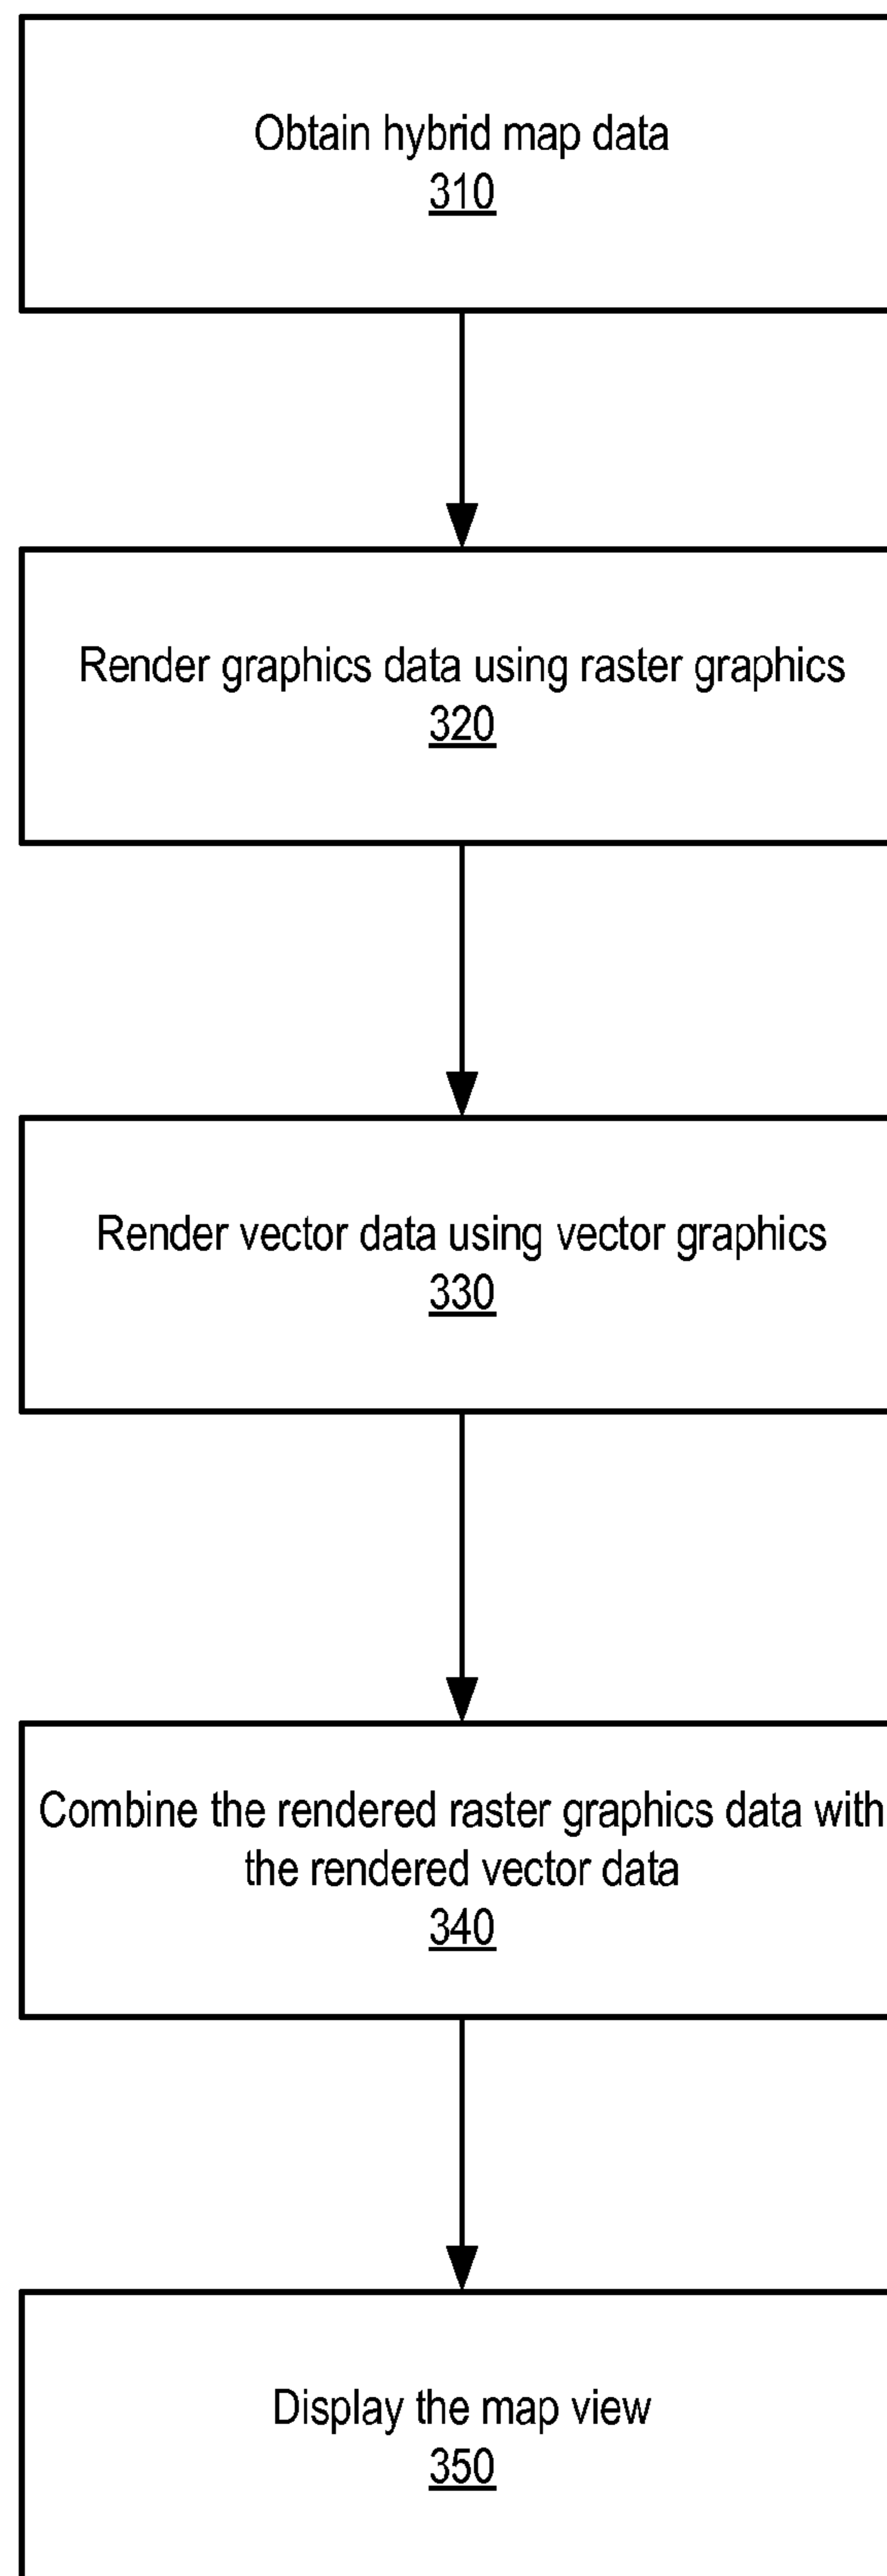 Obtain hybrid map data
310
Render graphics data using raster graphics
320
Render vector data using vector graphics
330
Combine the rendered raster graphics data with
the rendered vector data
340
Display the map view
350